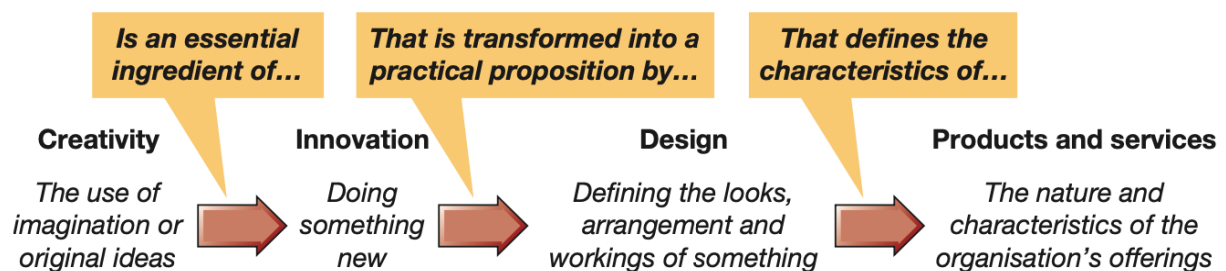 Is an essential
ingredient of…
That is transformed into a
practical proposition by…
That defines the
characteristics of…
Creativity
The use of
imagination or
original ideas
Innovation
Doing
something
new
Design
Defining the looks,
arrangement and
workings of something
Products and services
The nature and
characteristics of the
organisation’s offerings